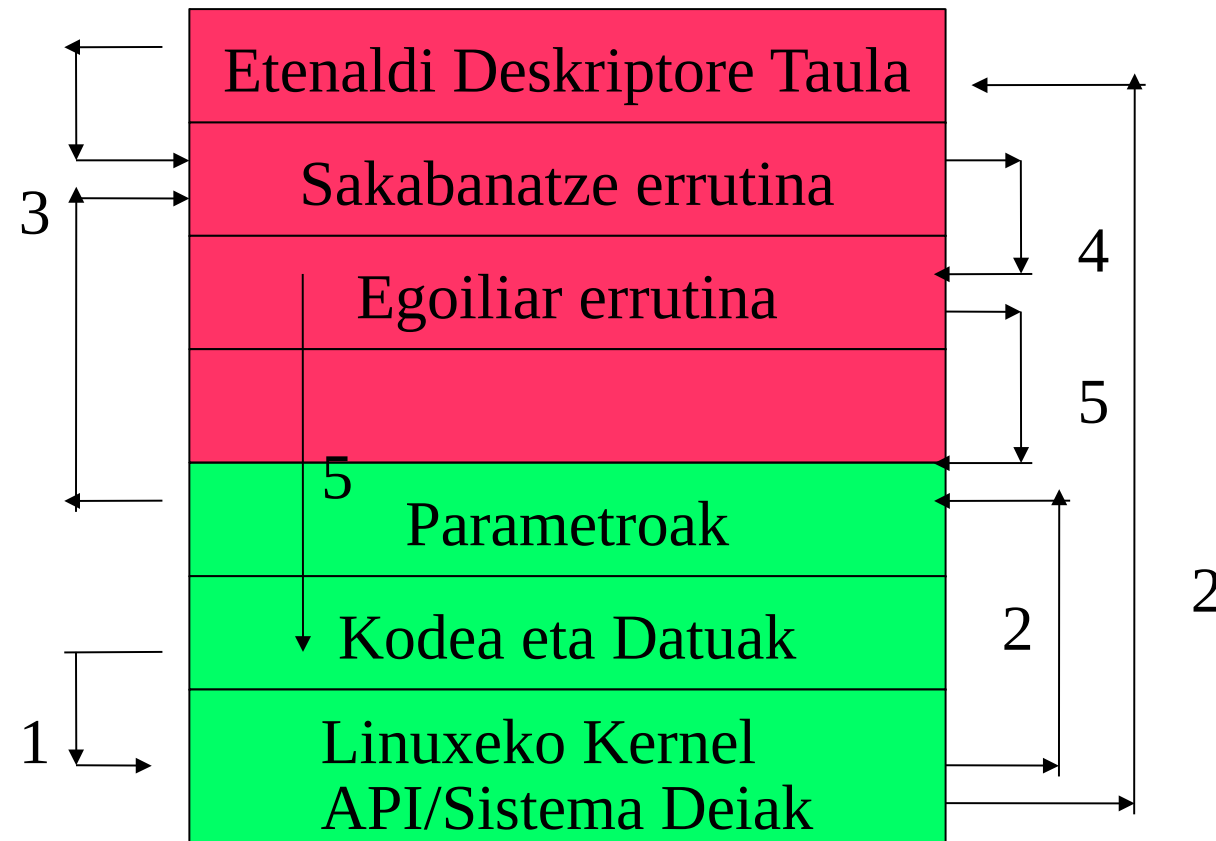 Etenaldi Deskriptore Taula
Sakabanatze errutina
3
4
Egoiliar errutina
5
5
Parametroak
2
2
Kodea eta Datuak
1
Linuxeko Kernel
API/Sistema Deiak